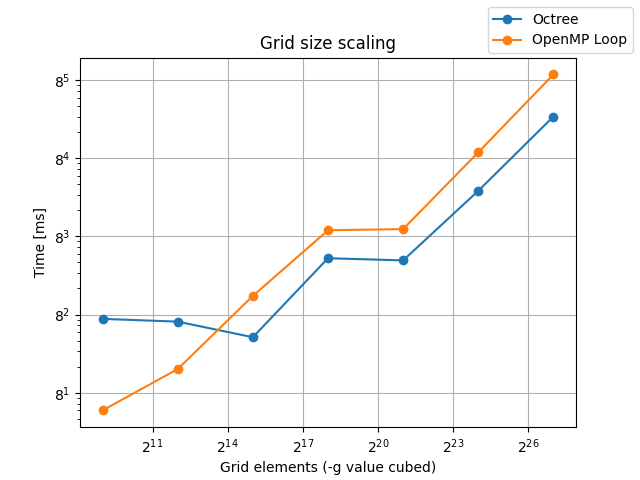 Octree
OpenMP Loop
Grid size scaling
8^5
8^4
8^3
8^2
8^1
Time [ms]
2^11 2^14 2^17 2^20 2^23 2^26
Grid elements (-g value cubed)